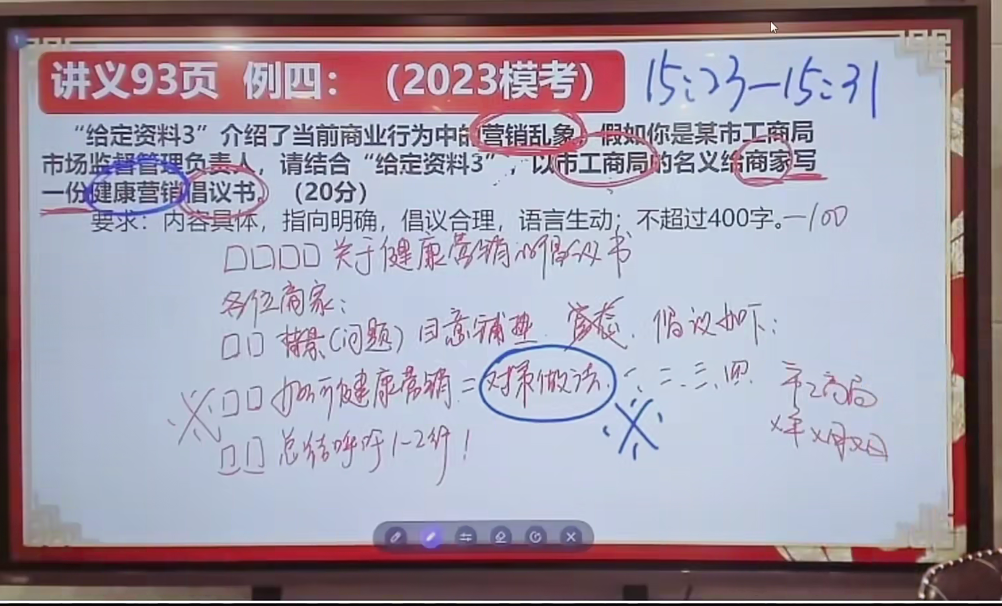 讲义93页 例四：（2023模考） 15:23—15:31
“给定资料3”介绍了当前商业行为中的营销乱象，假如你是某市工商局
市场监督管理负责人，请结合“给定资料3”，以市工商局的名义给商家写
一份健康营销倡议书。（20分）
要求：内容具体，指向明确，倡议合理，语言生动；不超过400字。—100
□□□□关于健康营销的倡议书
各位商家：
□□背景(问题) 目意铺垫. 倡议如下：
□□如何健康营销=对策做法. 一、二、三、四. 市工商局
×年×月×日
□□总结呼吁1-2行！